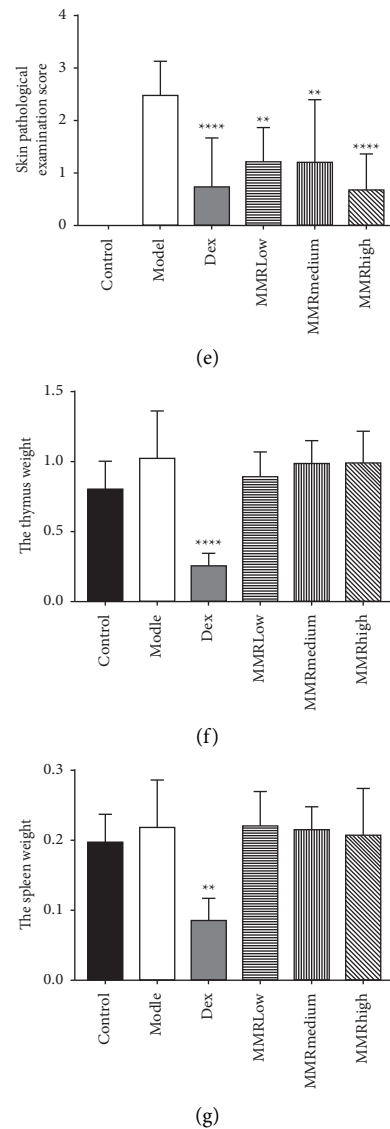 Skin pathological
examination score
4
3
2
1
0
****
**
**
****
Control
Model
Dex
MMRLow
MMRmedium
MMRhigh
(e)
The thymus weight
1.5
1.0
0.5
0.0
****
Control
Modle
Dex
MMRLow
MMRmedium
MMRhigh
(f)
The spleen weight
0.3
0.2
0.1
0.0
**
Control
Modle
Dex
MMRLow
MMRmedium
MMRhigh
(g)